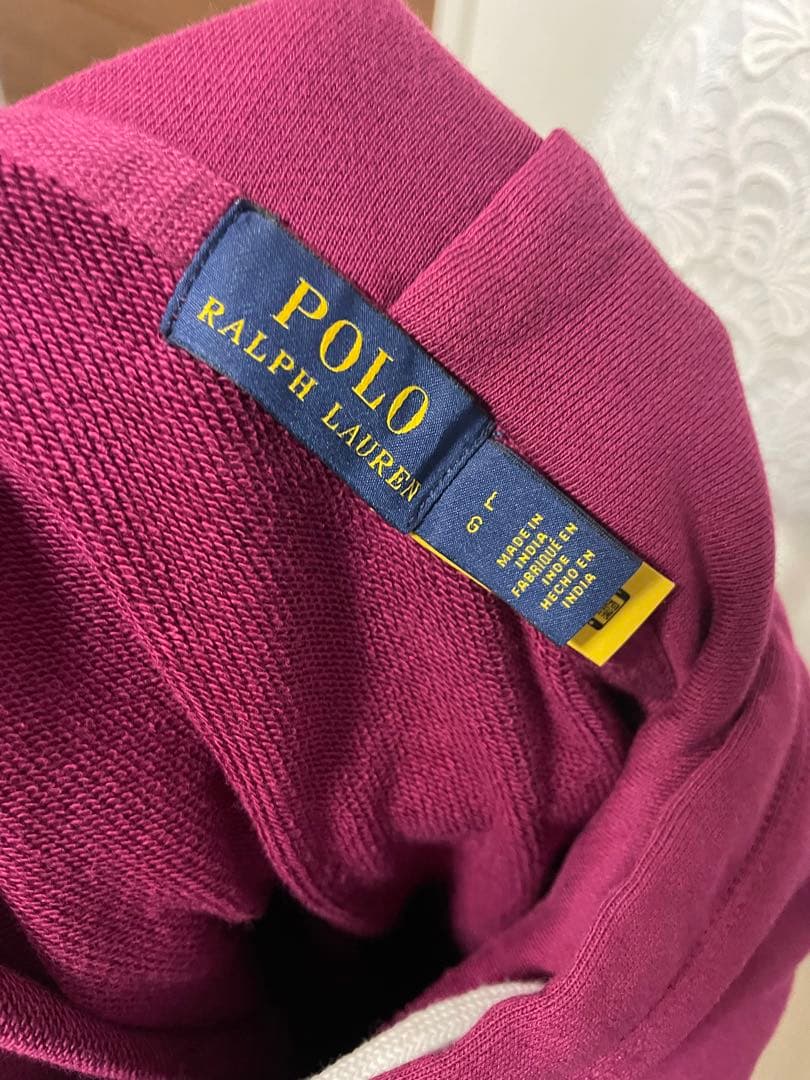 POLO
RALPH LAUREN
L
G
MADE IN
INDIA
FABRIQUÉ EN
INDE
HECHO EN
INDIA